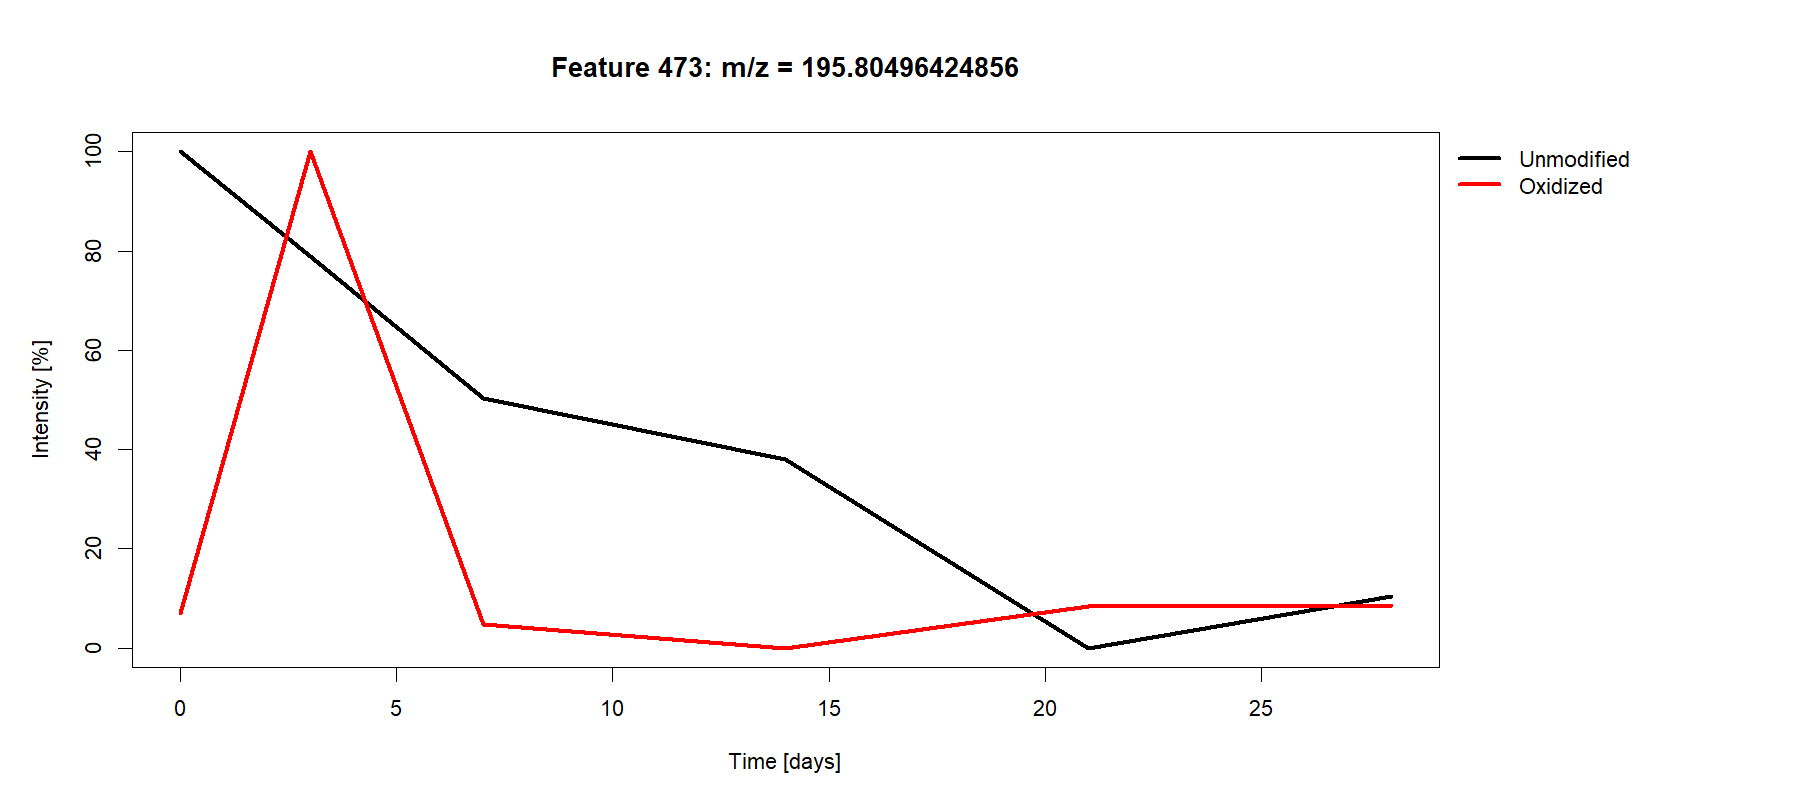 Feature 473: m/z = 195.80496424856
Unmodified
Oxidized
Intensity [%]
100
80
60
40
20
0
0 5 10 15 20 25
Time [days]